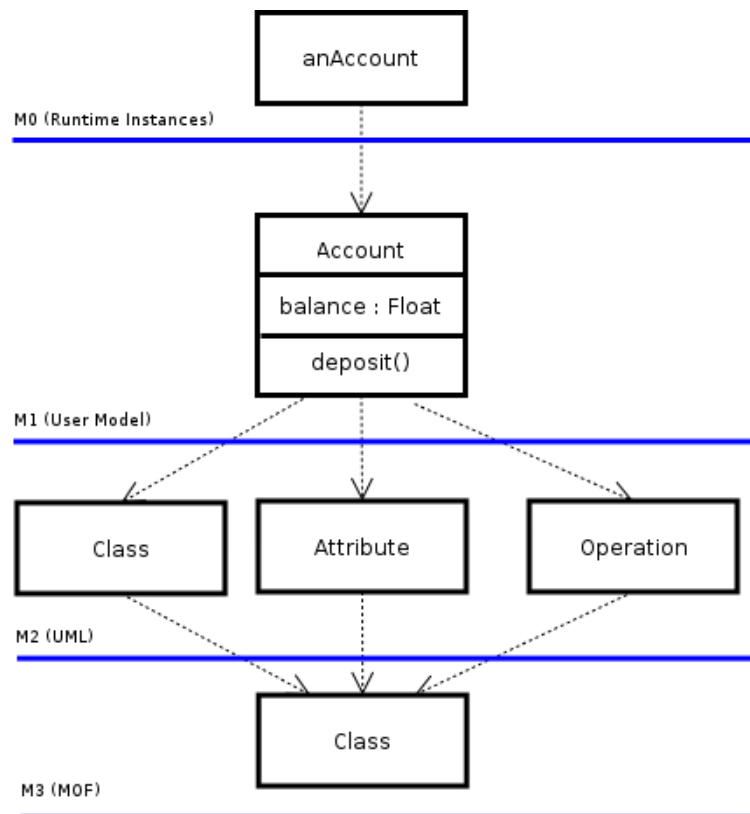 anAccount
M0 (Runtime Instances)
Account
balance : Float
deposit()
M1 (User Model)
Class
Attribute
Operation
M2 (UML)
Class
M3 (MOF)